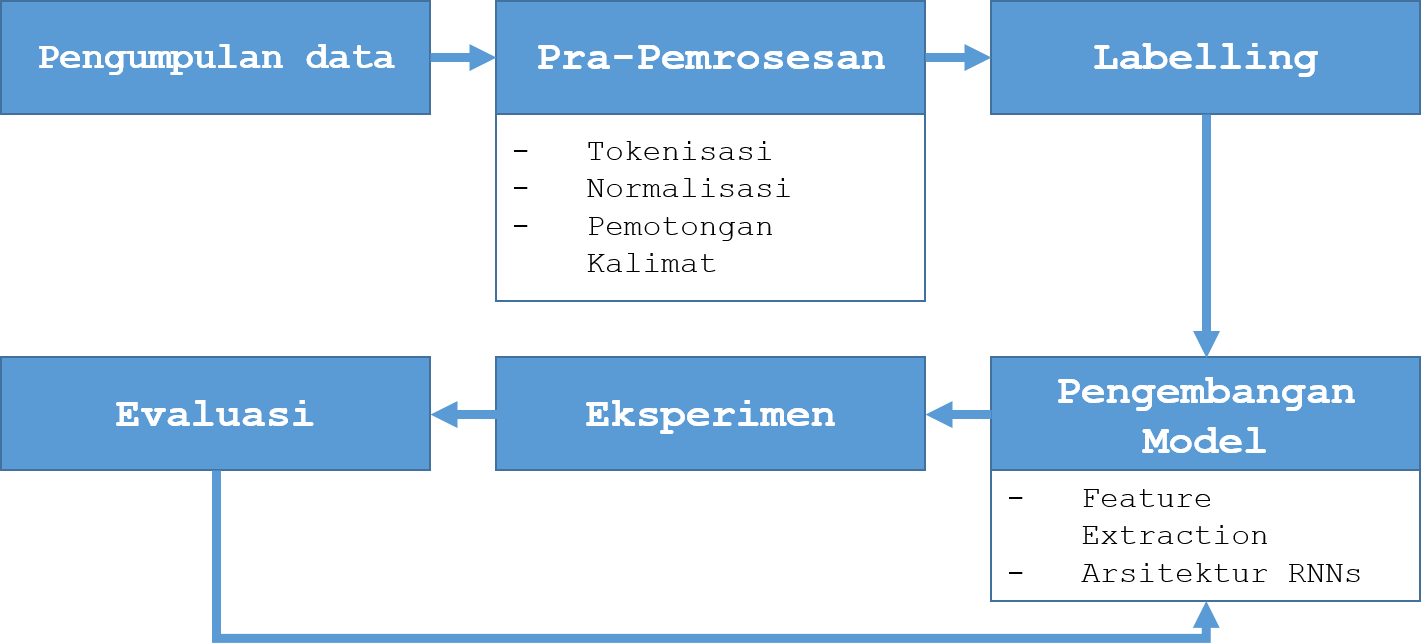 Pengumpulan data
Pra-Pemrosesan
- Tokenisasi
- Normalisasi
- Pemotongan
Kalimat
Labelling
Pengembangan
Model
- Feature
Extraction
- Arsitektur RNNs
Eksperimen
Evaluasi